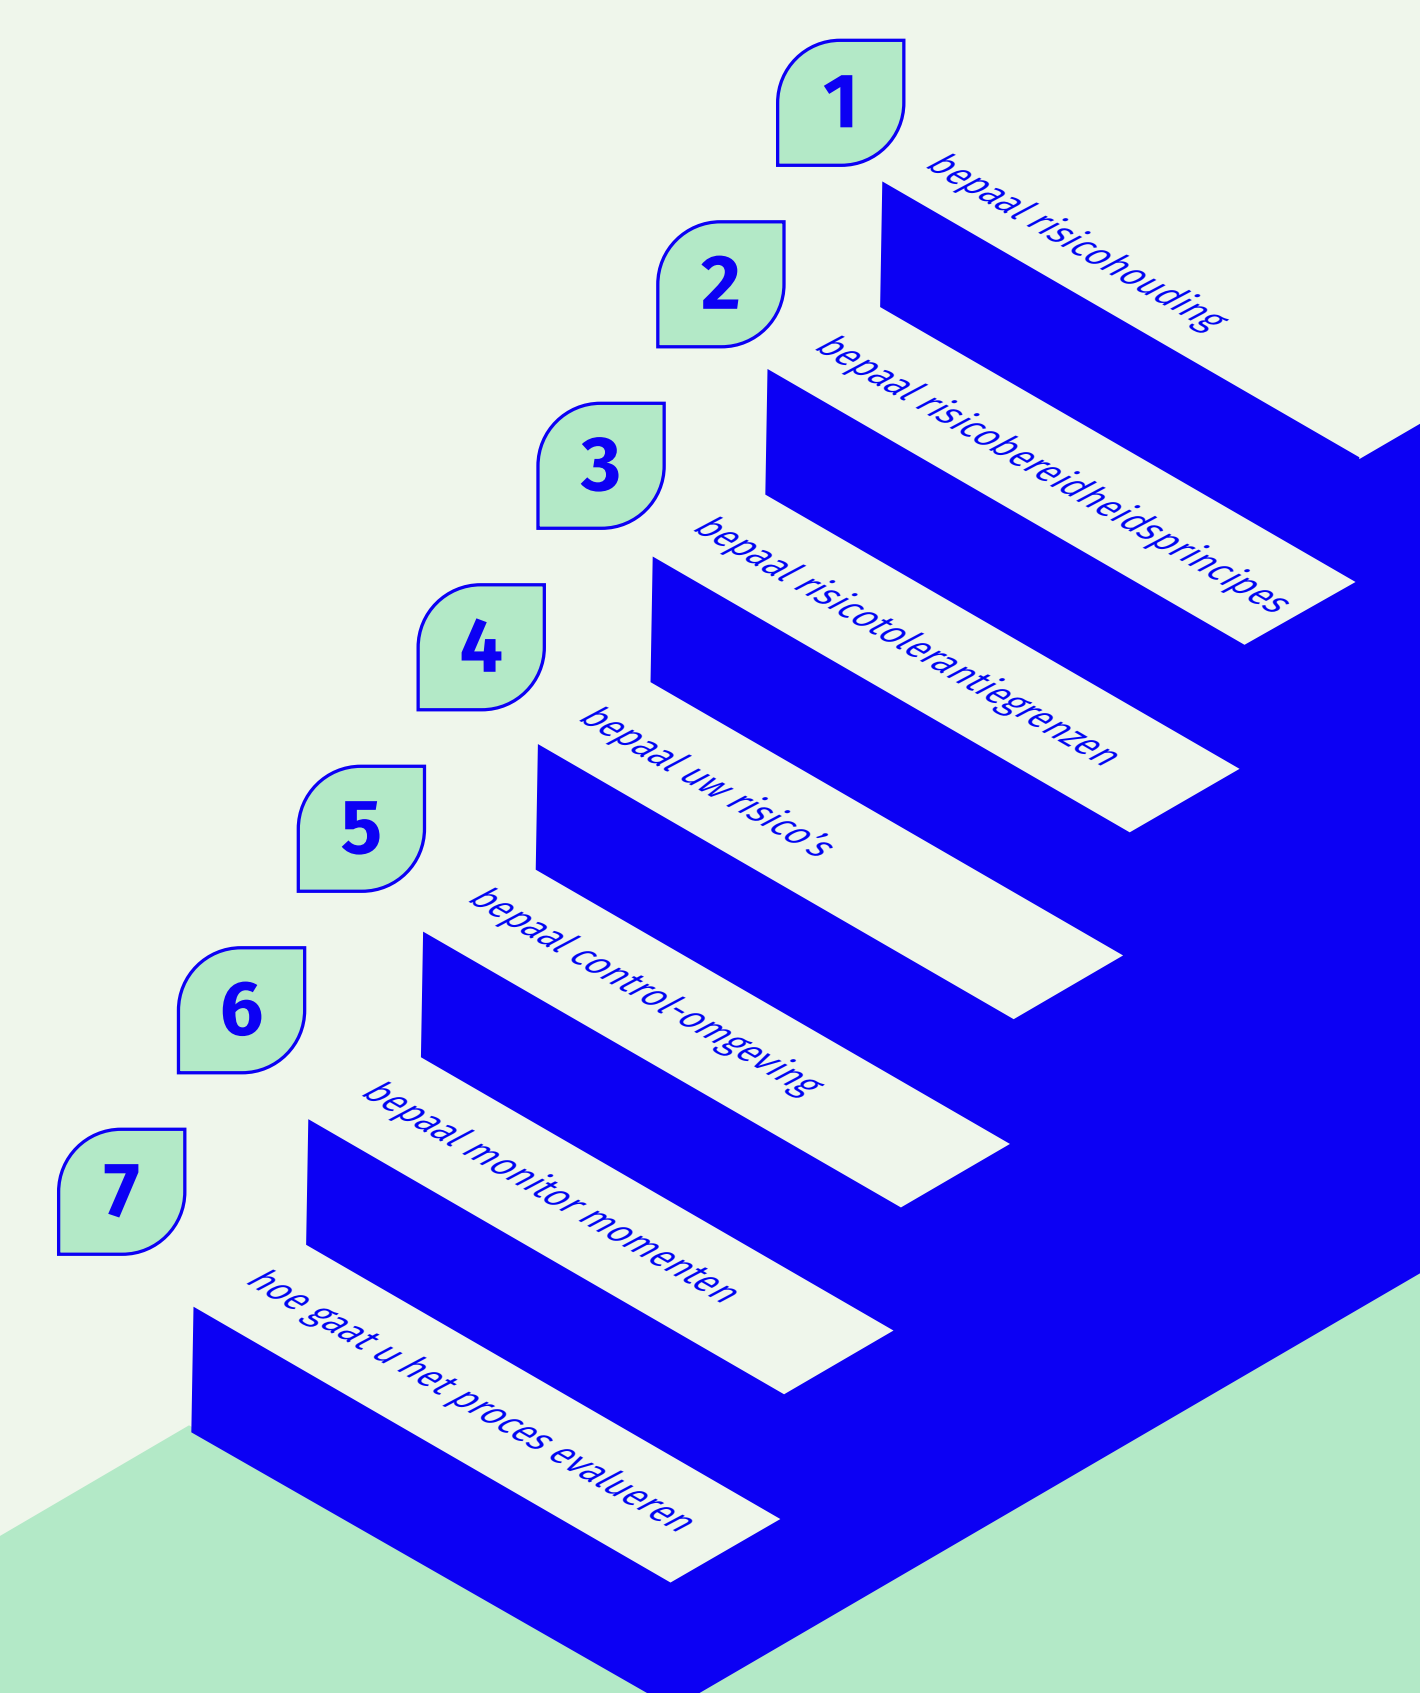 1
bepaal risicohouding
2
bepaal risicobereidheidsprincipes
3
bepaal risicotolerantiegrenzen
4
bepaal uw risico's
5
bepaal control-omgeving
6
bepaal monitor momenten
7
hoe gaat u het proces evalueren